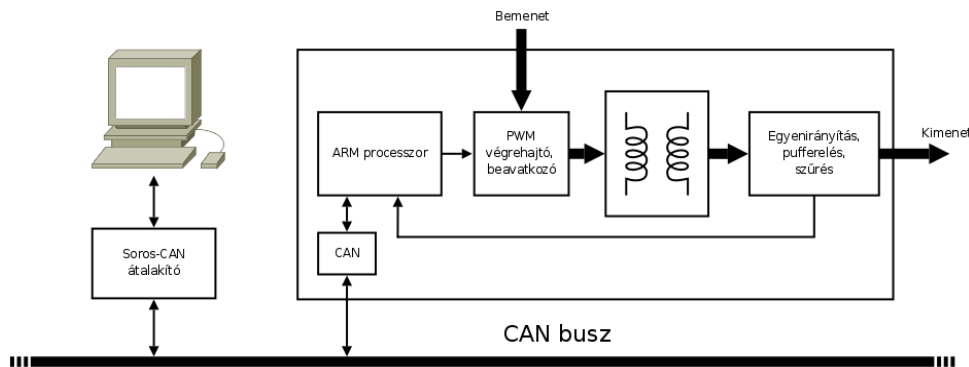 Bemenet
ARM processzor
PWM
végrehajtó,
beavatkozó
Egyenirányítás,
pufferelés,
szűrés
Kimenet
CAN
Soros-CAN
átalakító
CAN busz